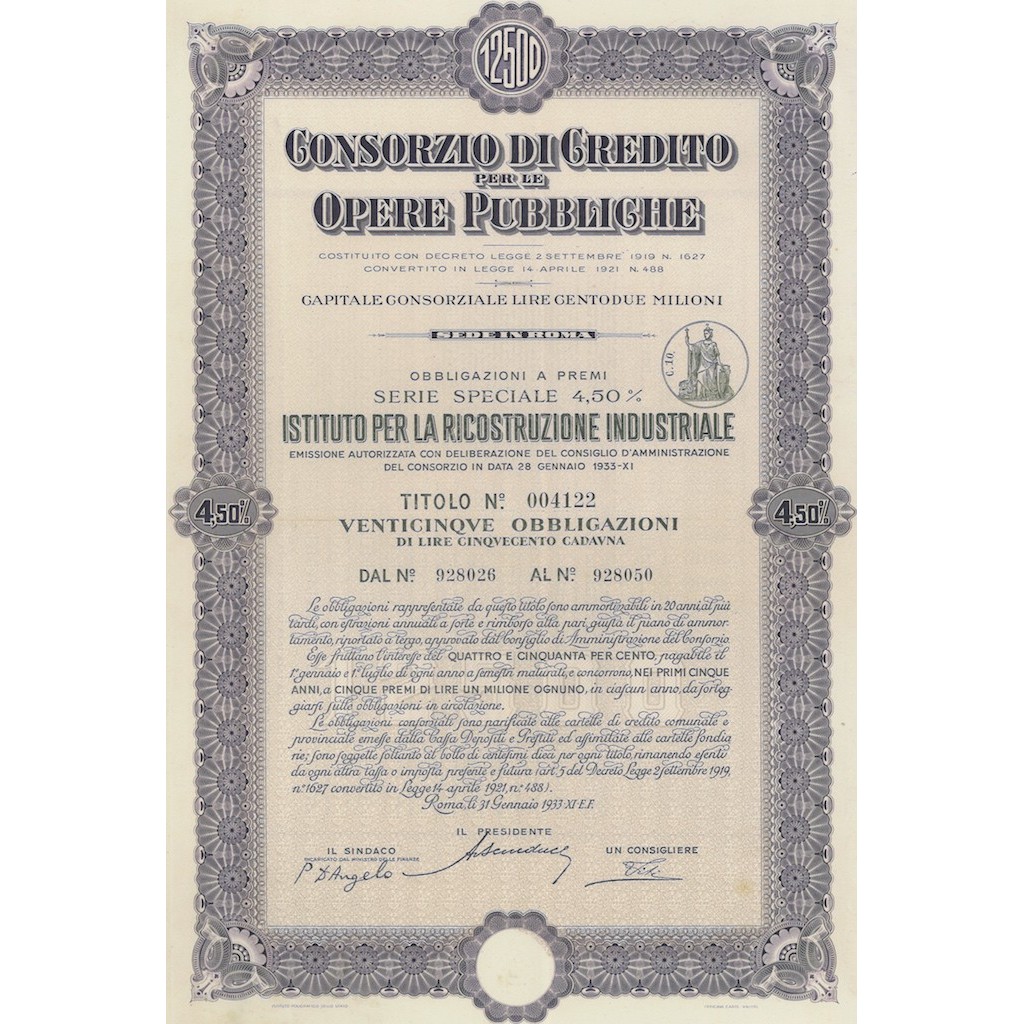 12500
CONSORZIO DI CREDITO
PER LE
OPERE PUBBLICHE
COSTITUITO CON DECRETO LEGGE 2 SETTEMBRE 1919 N. 1627
CONVERTITO IN LEGGE 14 APRILE 1921 N. 488
CAPITALE CONSORZIALE LIRE CENTODUE MILIONI
SEDE IN ROMA
C. 10
OBBLIGAZIONI A PREMI
SERIE SPECIALE 4,50 %
ISTITUTO PER LA RICOSTRUZIONE INDUSTRIALE
EMISSIONE AUTORIZZATA CON DELIBERAZIONE DEL CONSIGLIO D'AMMINISTRAZIONE
DEL CONSORZIO IN DATA 28 GENNAIO 1933-XI
4,50%
TITOLO Nº. 004122
4,50%
VENTICINQVE OBBLIGAZIONI
DI LIRE CINQVECENTO CADAVNA
DAL Nº. 928026 AL Nº. 928050
Le obbligazioni rappresentate da questo titolo sono ammortizzabili in 20 anni al più
tardi, con estrazioni annuali a sorte e rimborso alla pari giusta il piano di ammor-
tamento, riportato a tergo, approvato dal Consiglio di Amministrazione del Consorzio.
Esse fruttano l'interesse del QUATTRO E CINQUANTA PER CENTO, pagabile il
1º gennaio e 1º luglio di ogni anno a semestri maturati, e concorrono, NEI PRIMI CINQUE
ANNI, A CINQUE PREMI DI LIRE UN MILIONE OGNUNO, in ciascun anno, da sorteg-
giarsi sulle obbligazioni in circolazione.
Le obbligazioni consorziali sono parificate alle cartelle di credito comunale e
provinciale emesse dalla Cassa Depositi e Prestiti ed assimilate alle cartelle fondia
rie; sono soggette soltanto al bollo di centesimi dieci per ogni titolo, rimanendo esenti
da ogni altra tassa o imposta presente e futura (art. 5 del Decreto Legge 2 settembre 1919,
n.º 1627 convertito in Legge 14 aprile 1921, n.º 488).
Roma, lì 31 Gennaio 1933-XI-E.F.
IL PRESIDENTE
IL SINDACO
INCARICATO DAL MINISTRO DELLE FINANZE
UN CONSIGLIERE
P. D'Angelo